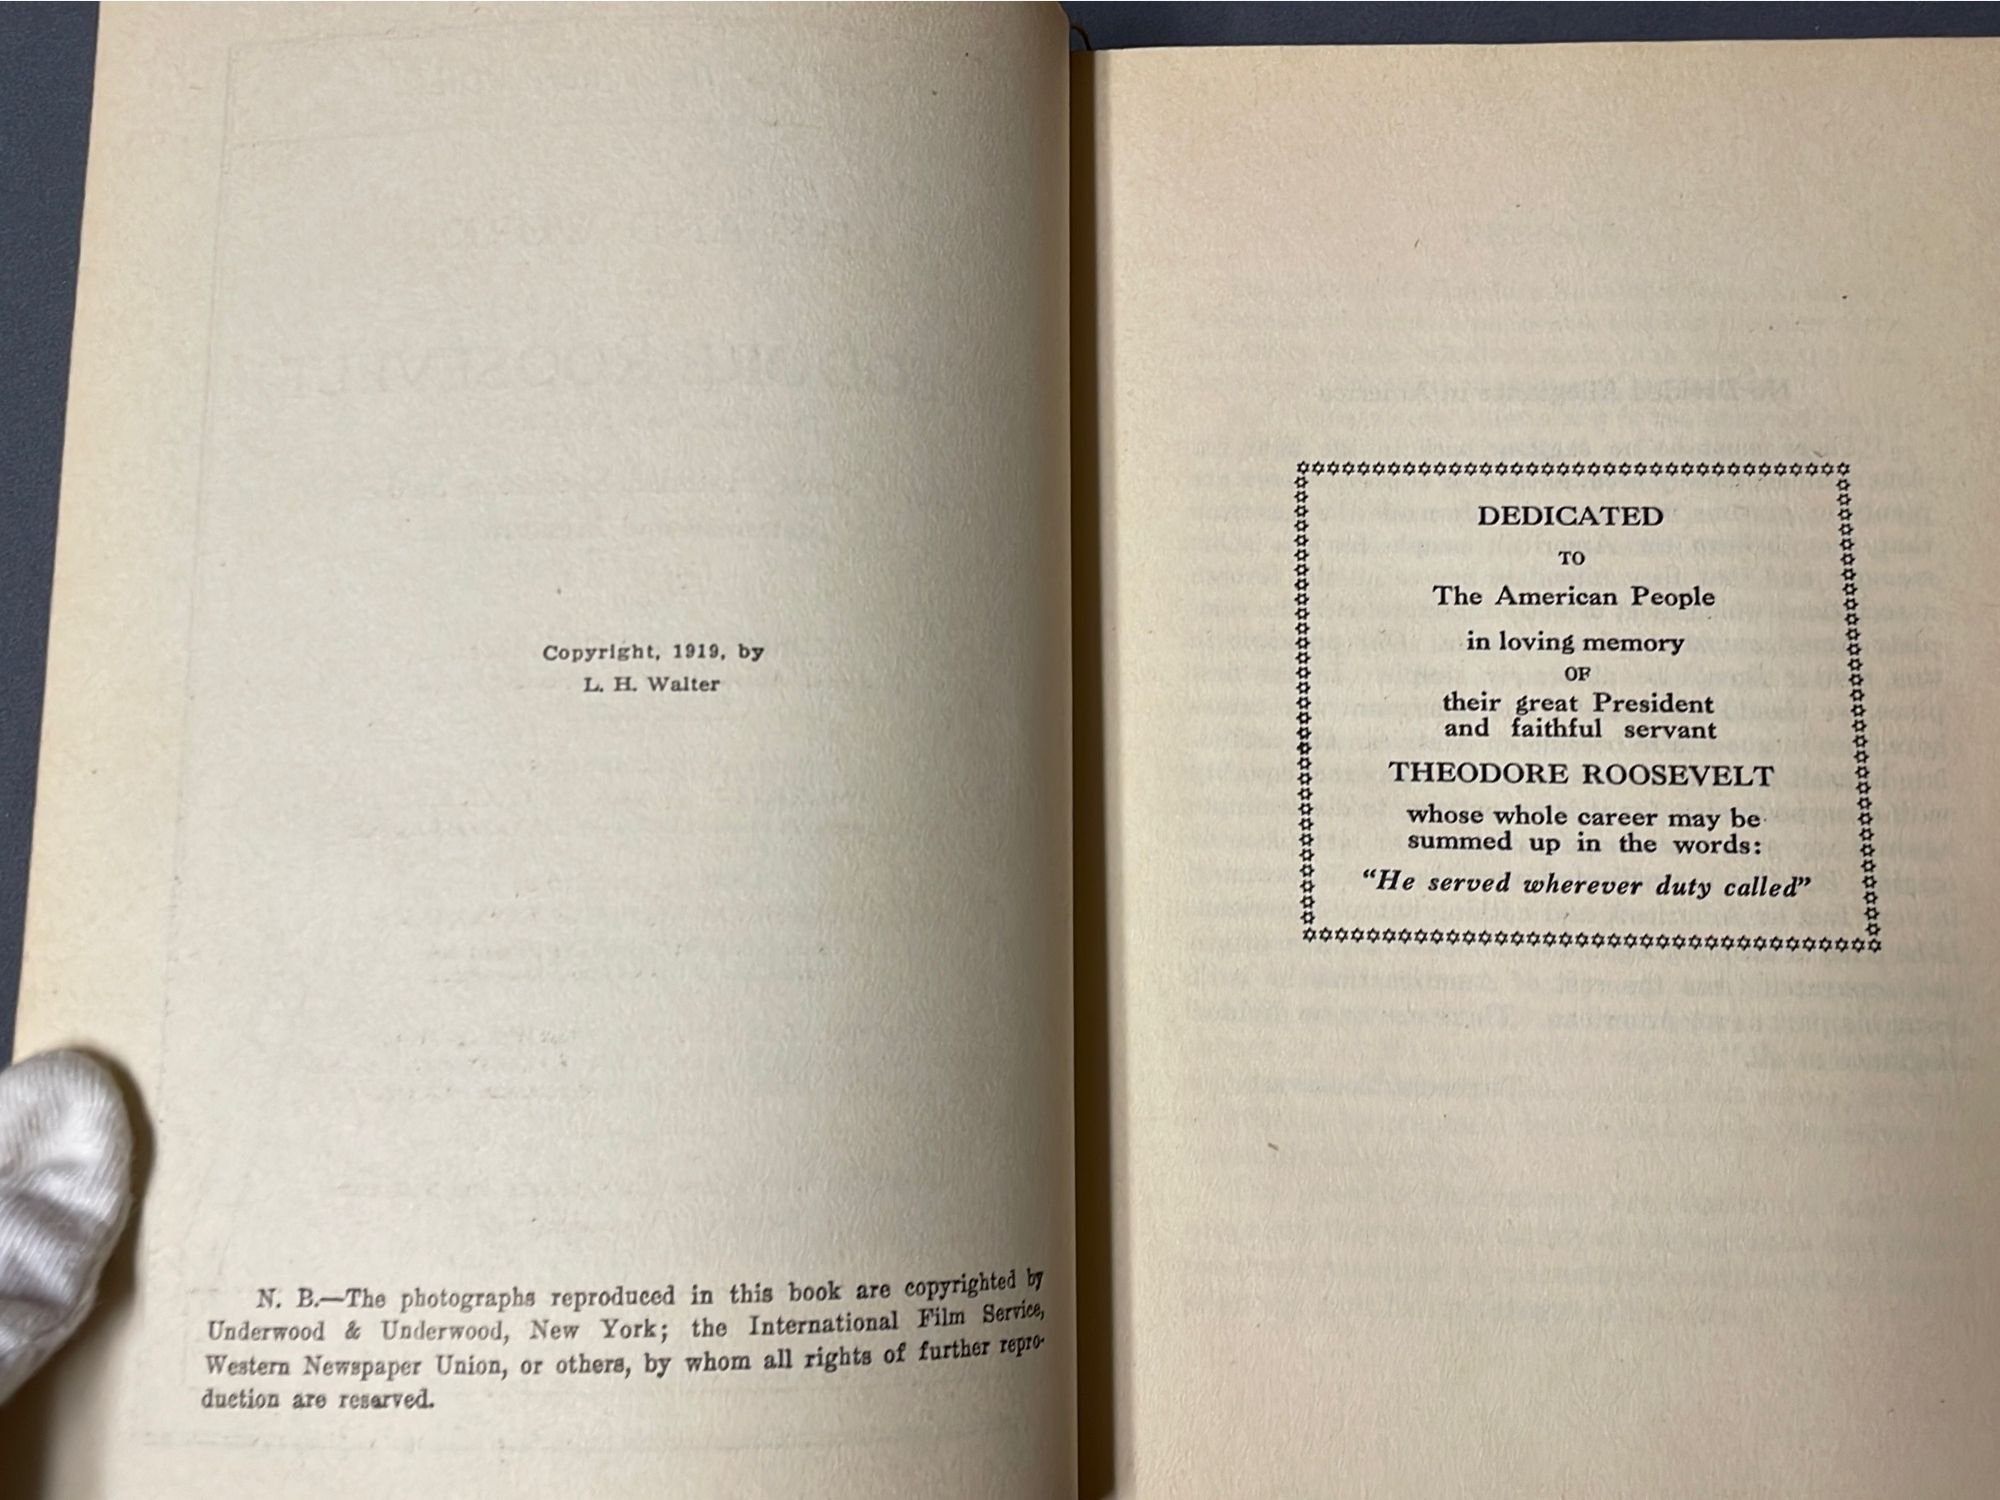 Copyright, 1919, by
L. H. Walter
N. B.—The photographs reproduced in this book are copyrighted by
Underwood & Underwood, New York; the International Film Service,
Western Newspaper Union, or others, by whom all rights of further repro-
duction are reserved.
DEDICATED
TO
The American People
in loving memory
OF
their great President
and faithful servant
THEODORE ROOSEVELT
whose whole career may be
summed up in the words:
"He served wherever duty called"